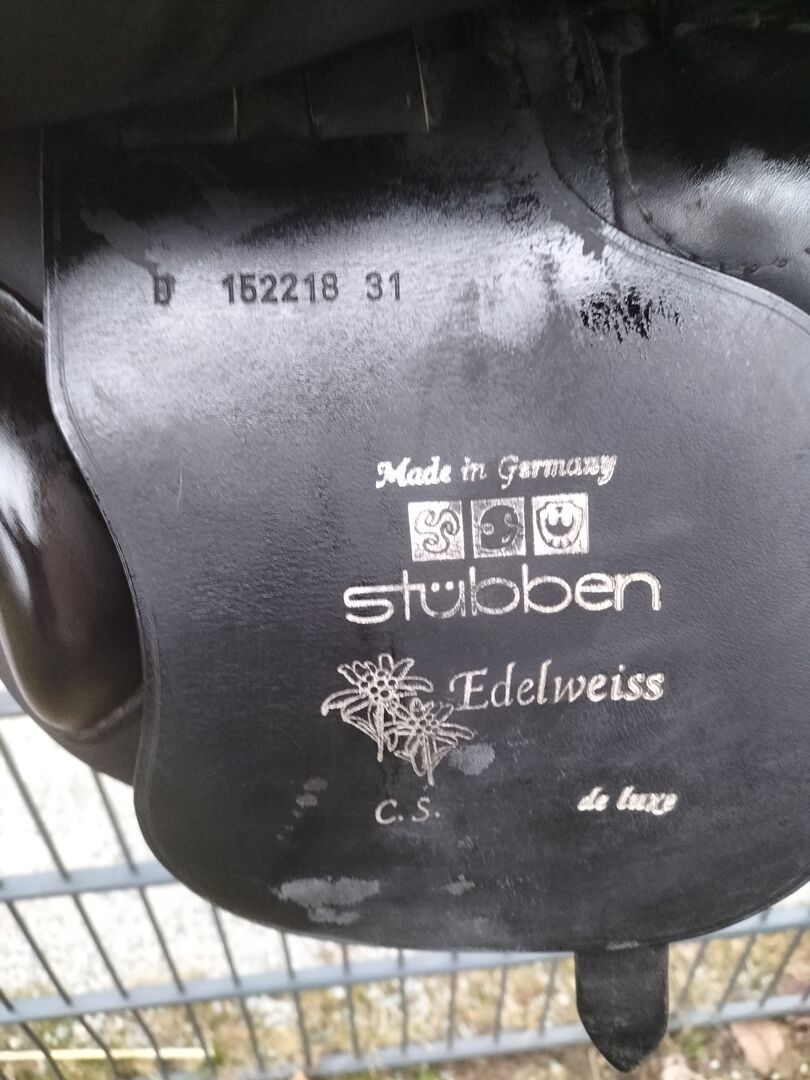 D 152218 31
Made in Germany
stübben
Edelweiss
C. S.
de luxe